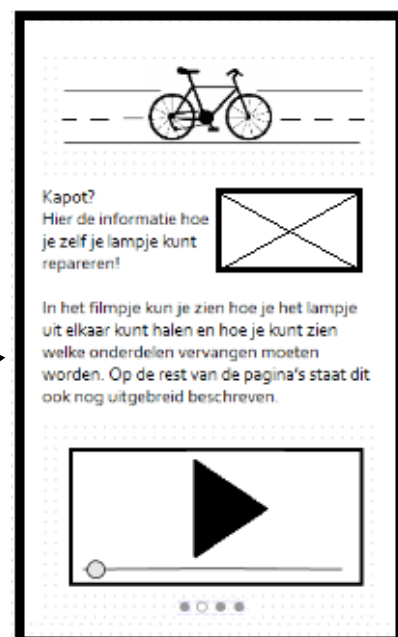 Kapot?
Hier de informatie hoe
je zelf je lampje kunt
repareren!
In het filmpje kun je zien hoe je het lampje
uit elkaar kunt halen en hoe je kunt zien
welke onderdelen vervangen moeten
worden. Op de rest van de pagina's staat dit
ook nog uitgebreid beschreven.